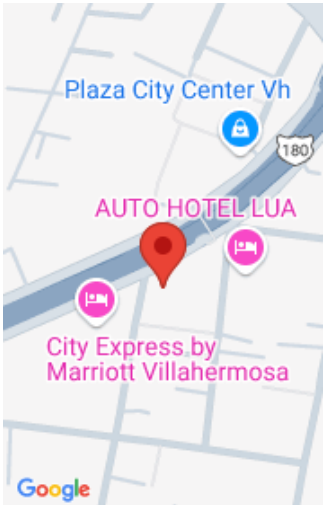 Plaza City Center Vh
180
AUTO HOTEL LUA
City Express by
Marriott Villahermosa
Google